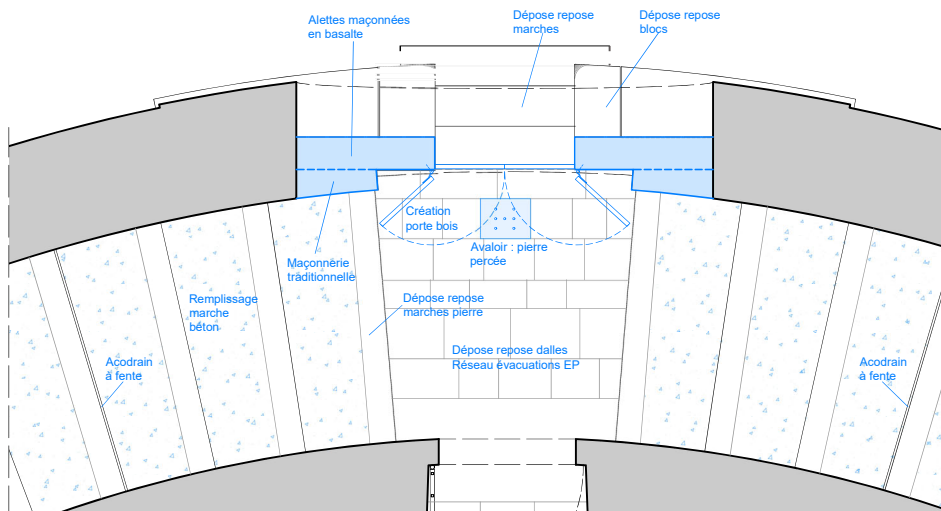 Alettes maçonnées
en basalte
Dépose repose
marches
Dépose repose
blocs
Création
porte bois
Avaloir : pierre
percée
Maçonnerie
traditionnelle
Remplissage
marche
béton
Dépose repose
marches pierre
Dépose repose dalles
Réseau évacuations EP
Acodrain
à fente
Acodrain
à fente